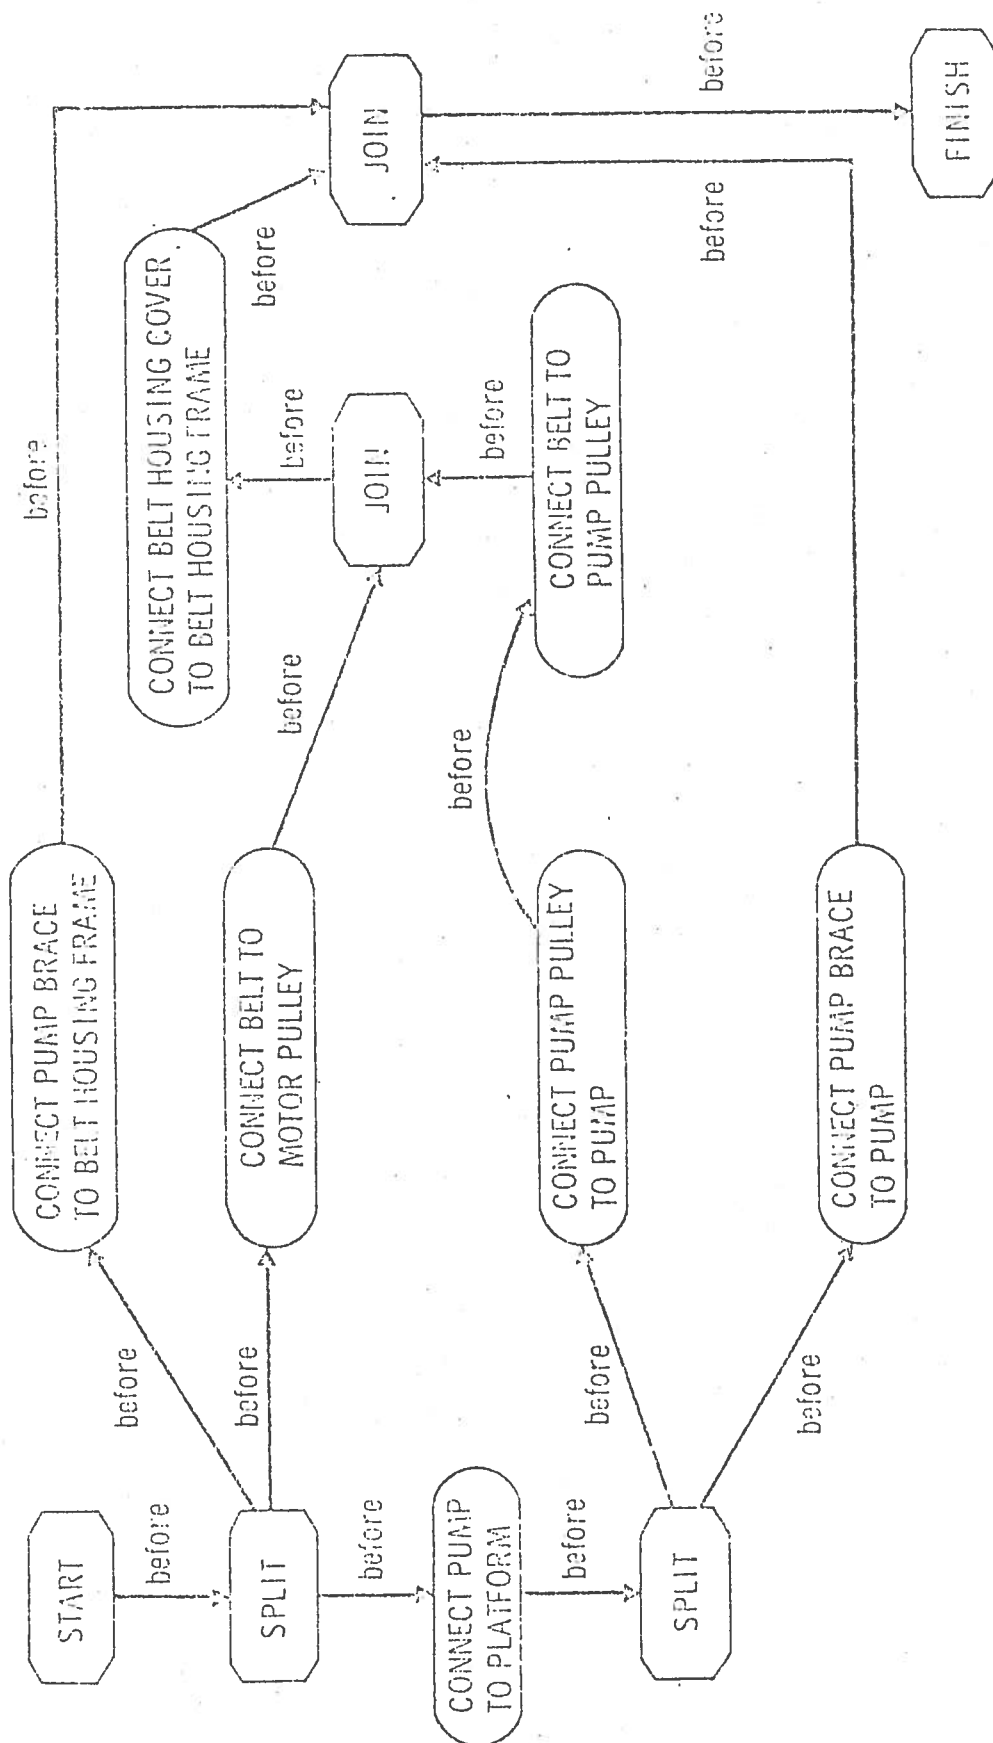 START
before
SPLIT
before
CONNECT PUMP
TO PLATFORM
before
SPLIT
before
before
before
before
CONNECT PUMP BRACE
TO BELT HOUSING FRAME
CONNECT BELT TO
MOTOR PULLEY
CONNECT PUMP PULLEY
TO PUMP
CONNECT PUMP BRACE
TO PUMP
before
before
before
CONNECT BELT HOUSING COVER
TO BELT HOUSING FRAME
before
JOIN
before
CONNECT BELT TO
PUMP PULLEY
before
JOIN
before
before
FINISH